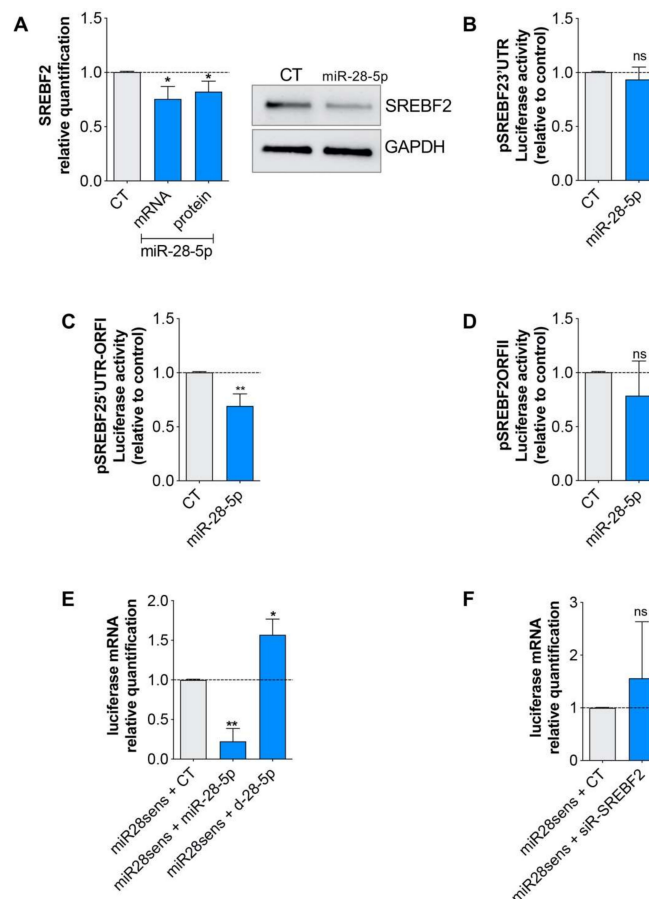 A
SREBF2
relative quantification
1.5
1.0
0.5
0.0
*
*
CT
mRNA
protein
miR-28-5p
CT
miR-28-5p
SREBF2
GAPDH
B
pSREBF23'UTR
Luciferase activity
(relative to control)
1.5
1.0
0.5
0.0
ns
CT
miR-28-5p
C
pSREBF25'UTR-ORFI
Luciferase activity
(relative to control)
1.5
1.0
0.5
0.0
**
CT
miR-28-5p
D
pSREBF2ORFII
Luciferase activity
(relative to control)
1.5
1.0
0.5
0.0
ns
CT
miR-28-5p
E
luciferase mRNA
relative quantification
2.0
1.5
1.0
0.5
0.0
**
*
miR28sens + CT
miR28sens + miR-28-5p
miR28sens + d-28-5p
F
luciferase mRNA
relative quantification
3
2
1
0
ns
miR28sens + CT
miR28sens + siR-SREBF2